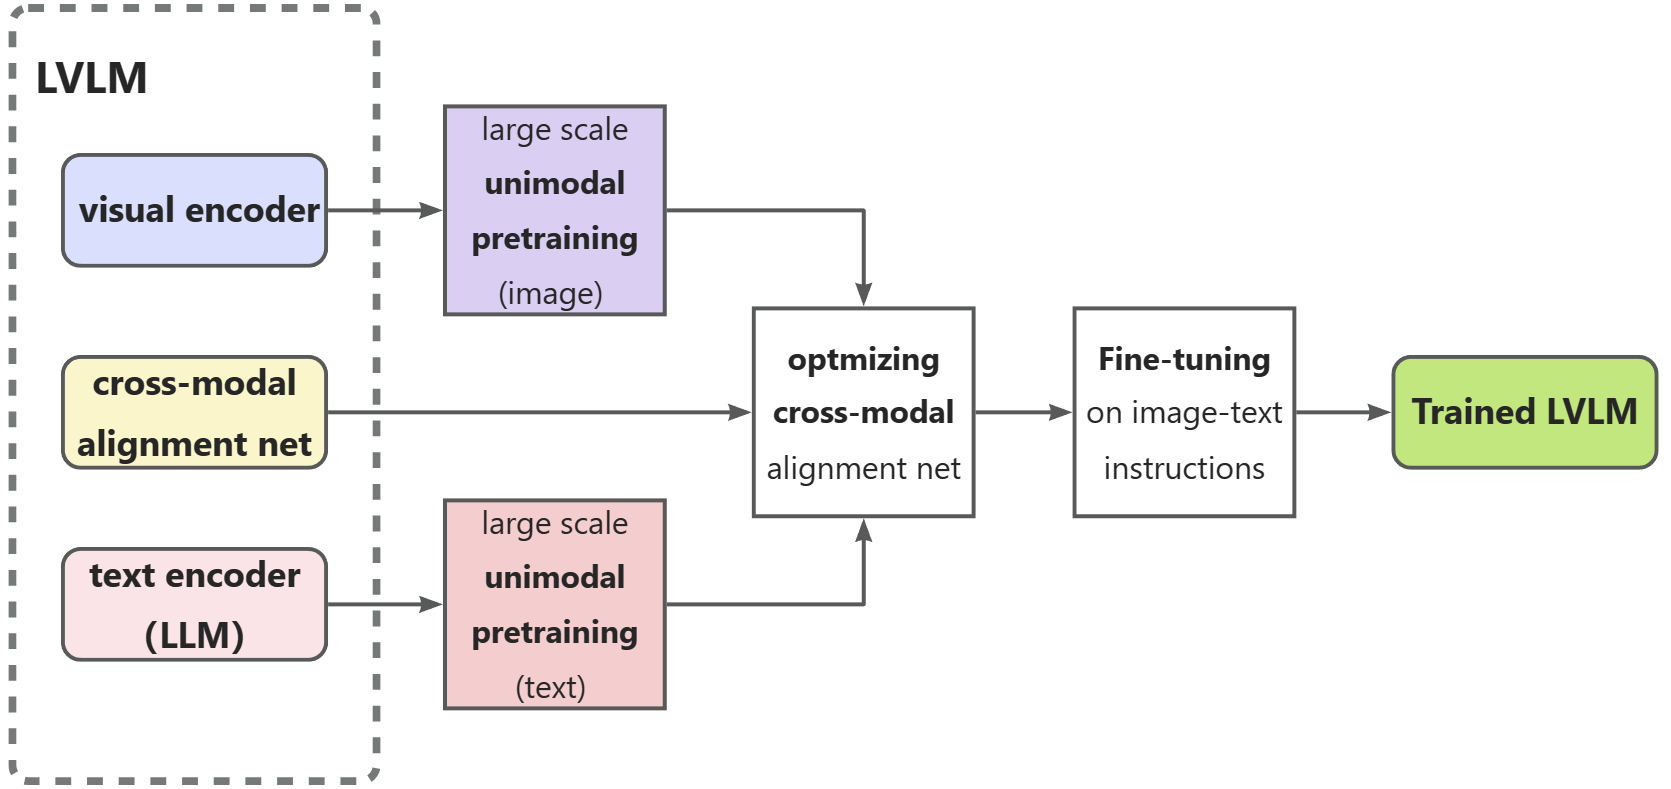 LVLM
visual encoder
cross-modal
alignment net
text encoder
(LLM)
large scale
unimodal
pretraining
(image)
large scale
unimodal
pretraining
(text)
optmizing
cross-modal
alignment net
Fine-tuning
on image-text
instructions
Trained LVLM